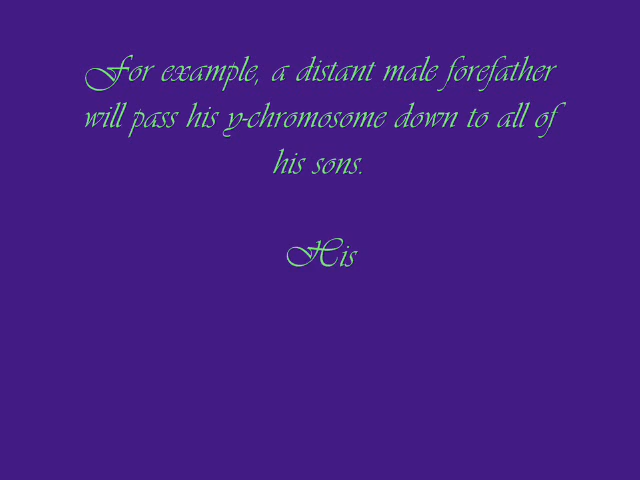 For example, a distant male forefather
will pass his y-chromosome down to all of
his sons.
His